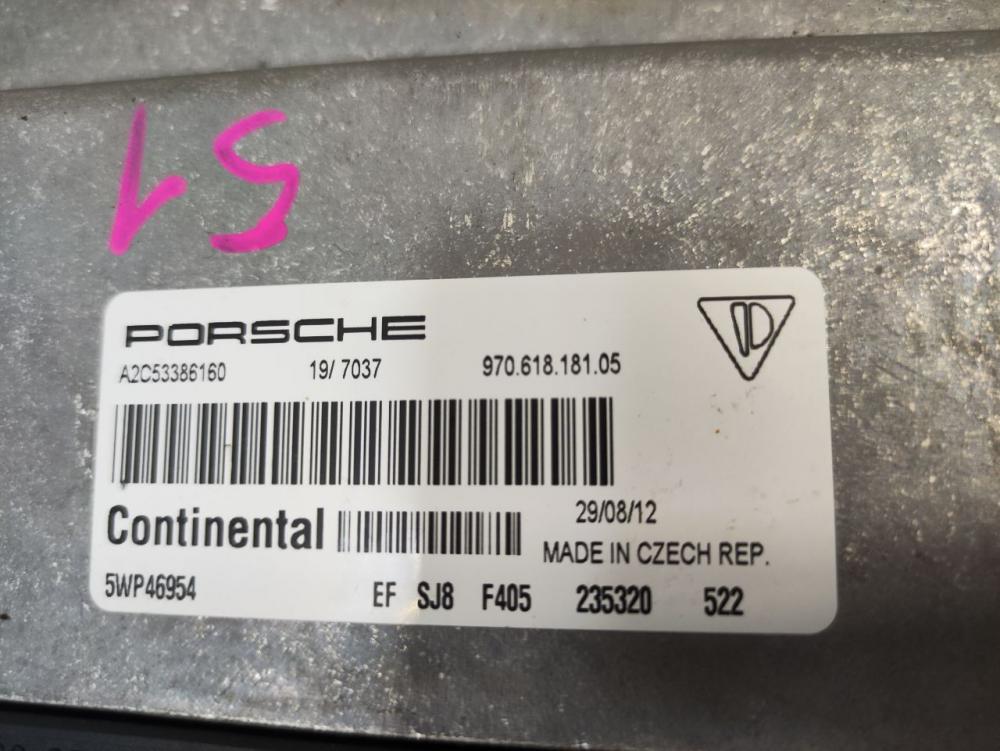 51
PORSCHE
A2C53386160 19/ 7037 970.618.181.05
Continental
29/08/12
MADE IN CZECH REP.
5WP46954 EF SJ8 F405 235320 522